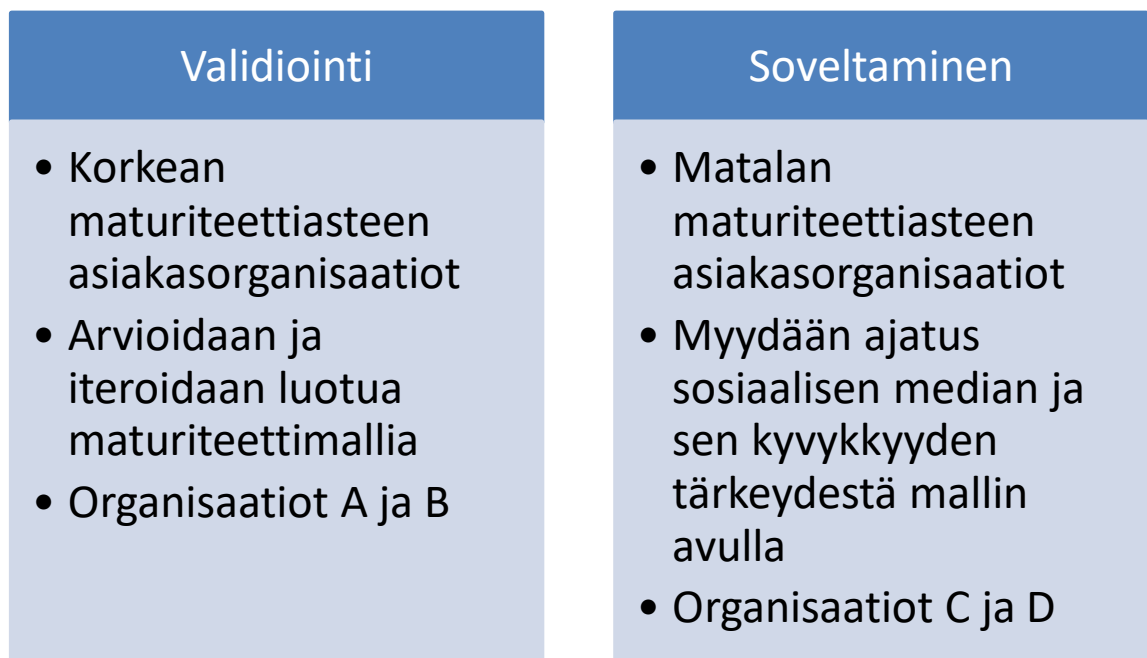 Validiointi
• Korkean
maturiteettiasteen
asiakasorganisaatiot
• Arvioidaan ja
iteroidaan luotua
maturiteettimallia
• Organisaatiot A ja B
Soveltaminen
• Matalan
maturiteettiasteen
asiakasorganisaatiot
• Myydään ajatus
sosiaalisen median ja
sen kyvykkyyden
tärkeydestä mallin
avulla
• Organisaatiot C ja D